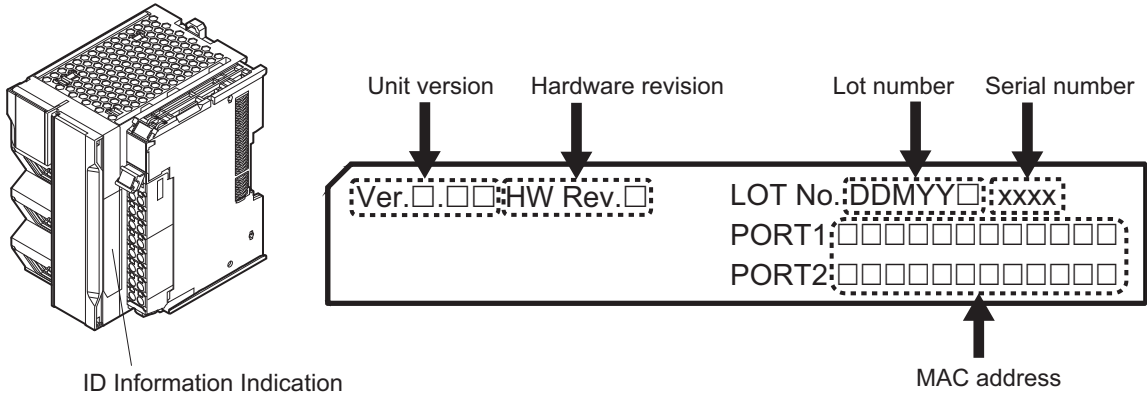 Unit version
Hardware revision
Lot number
Serial number
Ver.□.□□ HW Rev.□
LOT No. DDMYY□ xxxx
PORT1 □□□□□□□□□□□□
PORT2 □□□□□□□□□□□□
ID Information Indication
MAC address